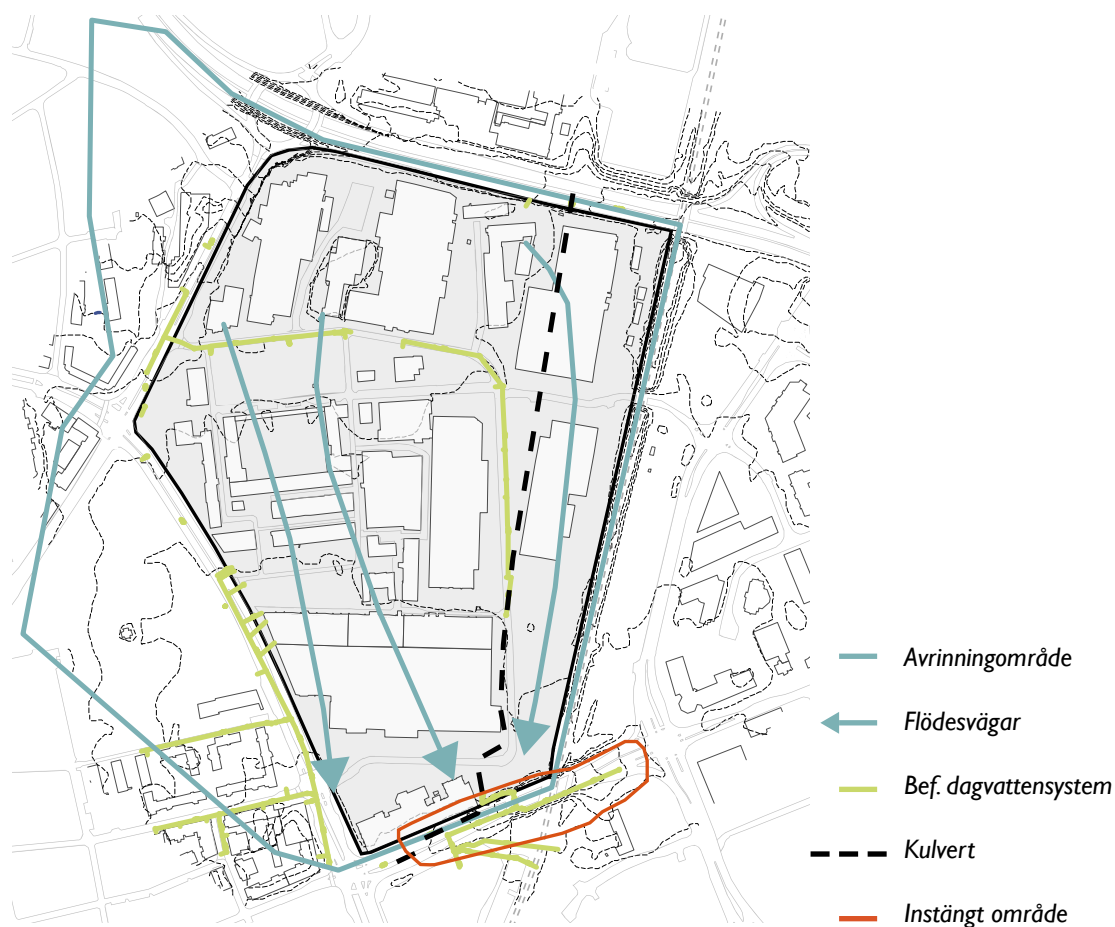 Avrinningområde
Flödesvägar
Bef. dagvattensystem
Kulvert
Instängt område